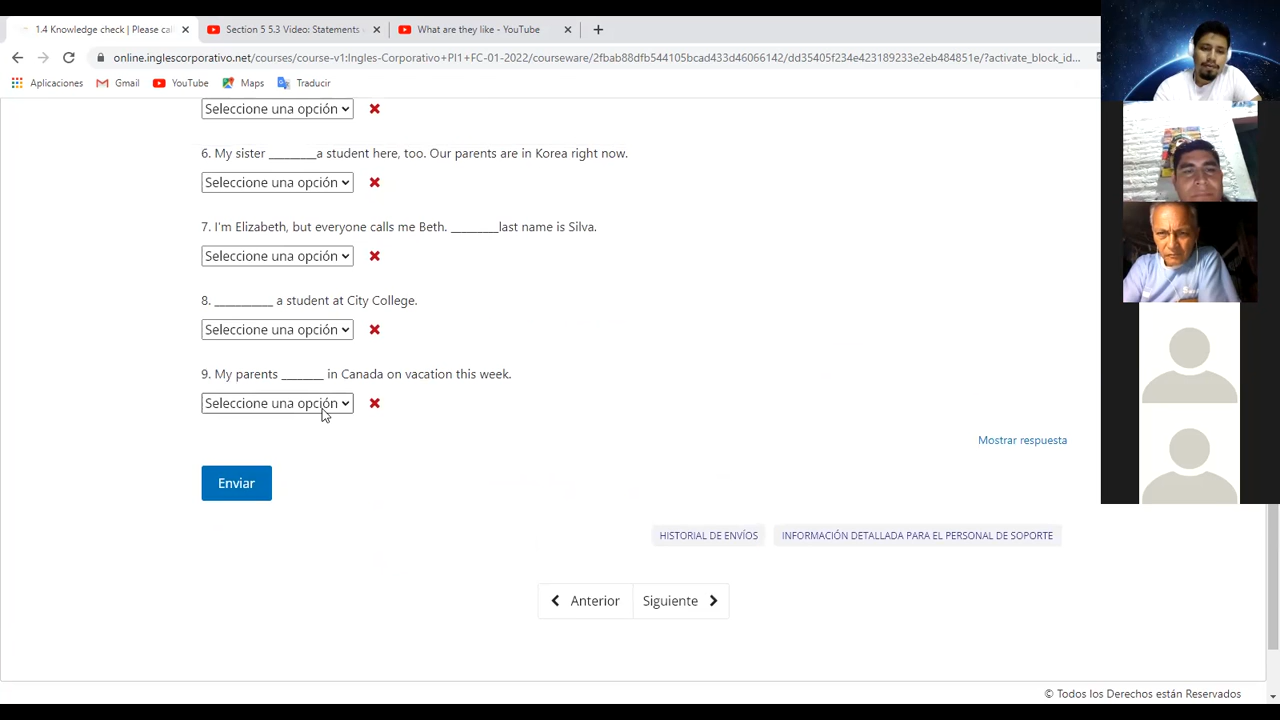 1.4 Knowledge check | Please cal
Section 5 5.3 Video: Statements
What are they like - YouTube
online.inglescorporativo.net/courses/course-v1:Ingles-Corporativo+PI1+FC-01-2022/courseware/2fbab88dfb544105bcad433d46066142/dd35405f234e423189233e2eb484851e/?activate_block_id...
Aplicaciones
Gmail
YouTube
Maps
Traducir
Seleccione una opción
6. My sister _________a student here, too. Our parents are in Korea right now.
Seleccione una opción
7. I'm Elizabeth, but everyone calls me Beth. _________last name is Silva.
Seleccione una opción
8. ___________ a student at City College.
Seleccione una opción
9. My parents ________ in Canada on vacation this week.
Seleccione una opción
Mostrar respuesta
Enviar
HISTORIAL DE ENVÍOS
INFORMACIÓN DETALLADA PARA EL PERSONAL DE SOPORTE
Anterior
Siguiente
© Todos los Derechos están Reservados